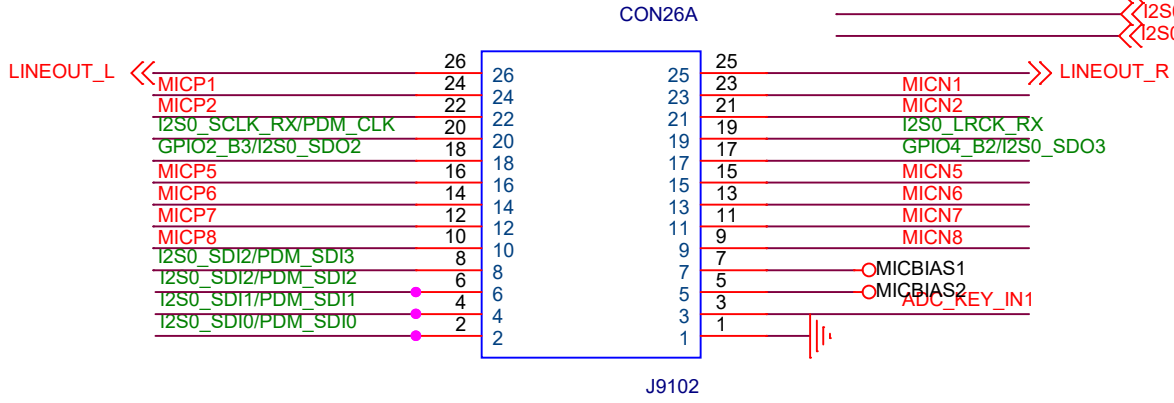 CON26A
I2S0
I2S0
LINEOUT_L 26 26 25 25 LINEOUT_R
MICP1 24 24 23 23 MICN1
MICP2 22 22 21 21 MICN2
I2S0_SCLK_RX/PDM_CLK 20 20 19 19 I2S0_LRCK_RX
GPIO2_B3/I2S0_SDO2 18 18 17 17 GPIO4_B2/I2S0_SDO3
MICP5 16 16 15 15 MICN5
MICP6 14 14 13 13 MICN6
MICP7 12 12 11 11 MICN7
MICP8 10 10 9 9 MICN8
I2S0_SDI2/PDM_SDI3 8 8 7 7 MICBIAS1
I2S0_SDI2/PDM_SDI2 6 6 5 5 MICBIAS2
I2S0_SDI1/PDM_SDI1 4 4 3 3 ADC_KEY_IN1
I2S0_SDI0/PDM_SDI0 2 2 1 1
J9102